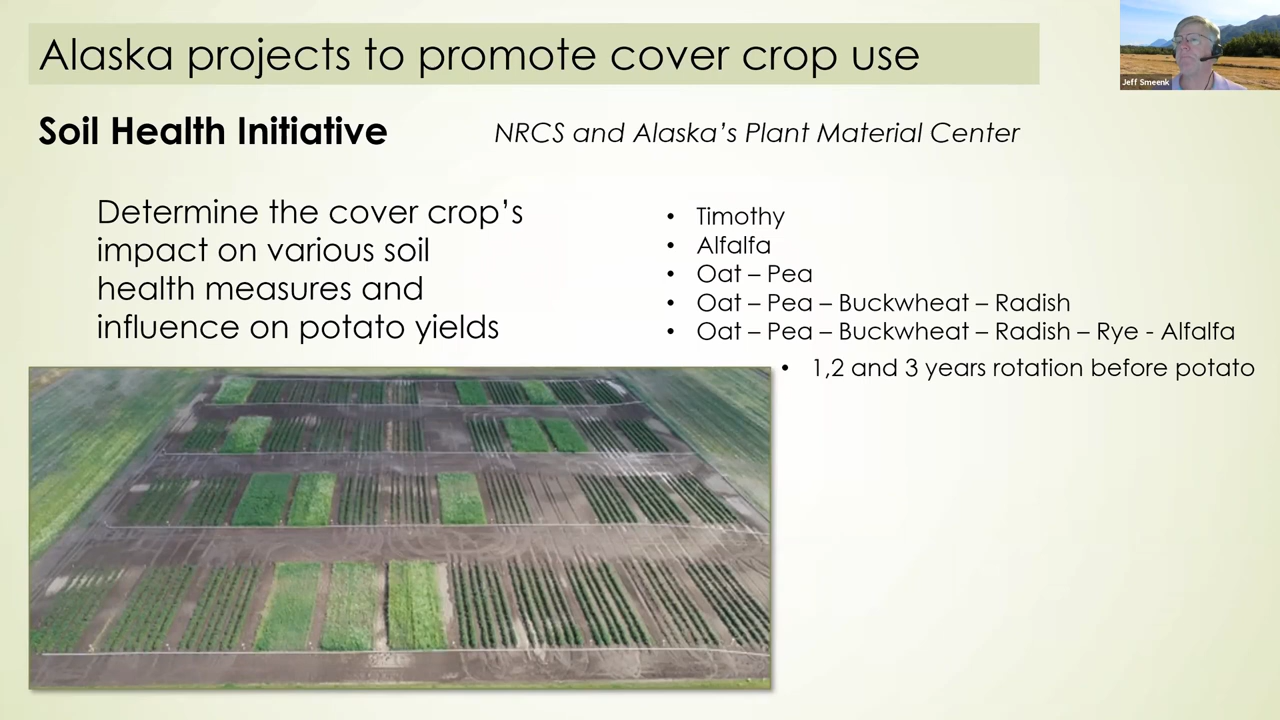 Alaska projects to promote cover crop use
Jeff Smeenk
Soil Health Initiative
NRCS and Alaska's Plant Material Center
Determine the cover crop's
impact on various soil
health measures and
influence on potato yields
• Timothy
• Alfalfa
• Oat – Pea
• Oat – Pea – Buckwheat – Radish
• Oat – Pea – Buckwheat – Radish – Rye - Alfalfa
• 1,2 and 3 years rotation before potato